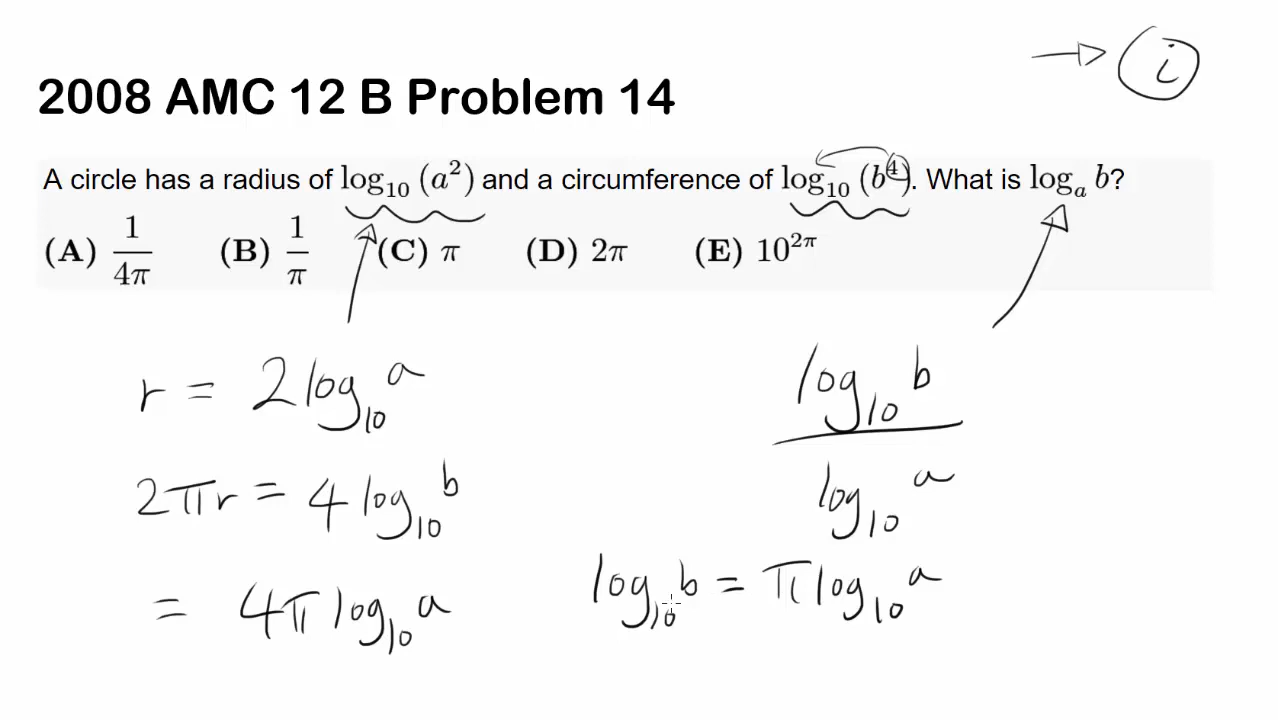 i
2008 AMC 12 B Problem 14
A circle has a radius of log₁₀ (a²) and a circumference of log₁₀ (b⁴). What is logₐ b?
(A) 1/4π (B) 1/π (C) π (D) 2π (E) 10^{2π}
r = 2 log₁₀ a
log₁₀ b
log₁₀ a
2πr = 4 log₁₀ b
= 4π log₁₀ a
log₁₀ b = π log₁₀ a